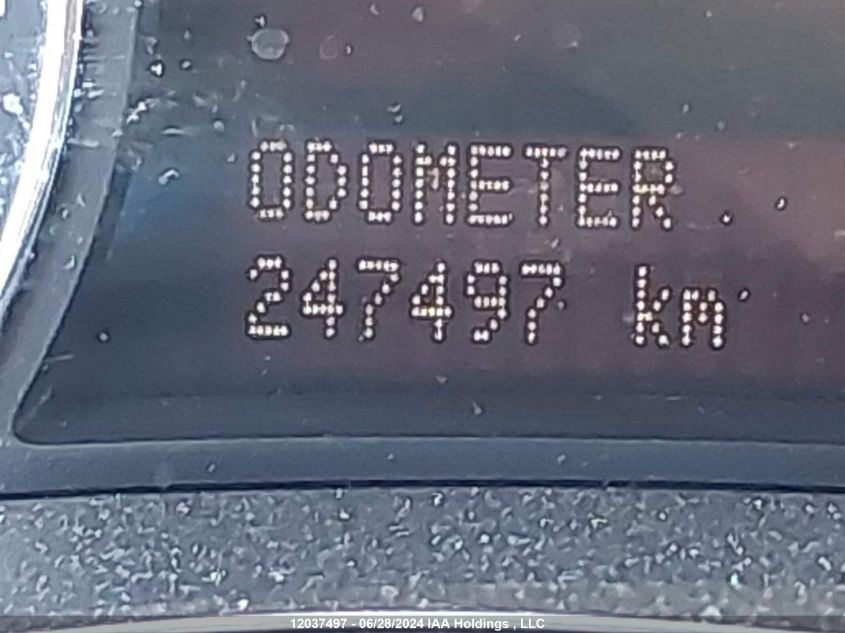 ODOMETER
247497 km
12037497 - 06/28/2024 IAA Holdings , LLC